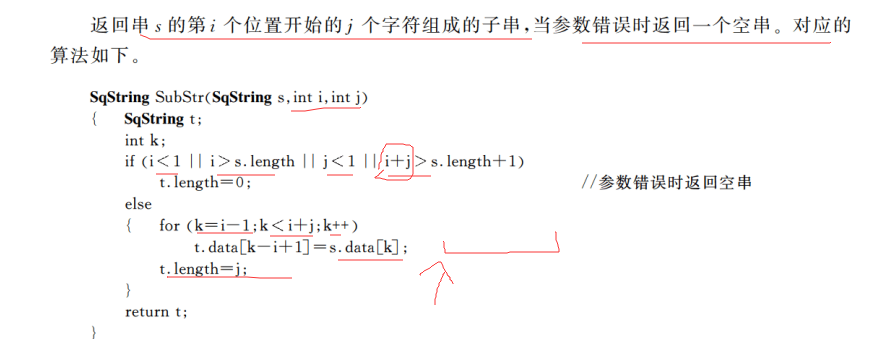 返回串 s 的第 i 个位置开始的 j 个字符组成的子串,当参数错误时返回一个空串。对应的
算法如下。
SqString SubStr(SqString s,int i,int j)
{ SqString t;
int k;
if (i<1 || i>s.length || j<1 || i+j>s.length+1)
t.length=0; //参数错误时返回空串
else
{ for (k=i-1;k<i+j;k++)
t.data[k-i+1]=s.data[k];
t.length=j;
}
return t;
}